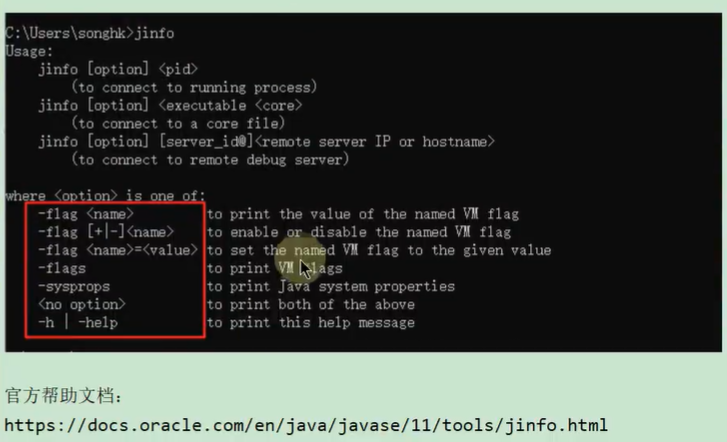 C:\Users\songhk>jinfo
Usage:
    jinfo [option] <pid>
        (to connect to running process)
    jinfo [option] <executable <core>
        (to connect to a core file)
    jinfo [option] [server_id@]<remote server IP or hostname>
        (to connect to remote debug server)
where <option> is one of:
    -flag <name>         to print the value of the named VM flag
    -flag [+|-]<name>    to enable or disable the named VM flag
    -flag <name>=<value> to set the named VM flag to the given value
    -flags               to print VM flags
    -sysprops            to print Java system properties
    <no option>          to print both of the above
    -h | -help           to print this help message
官方帮助文档：
https://docs.oracle.com/en/java/javase/11/tools/jinfo.html